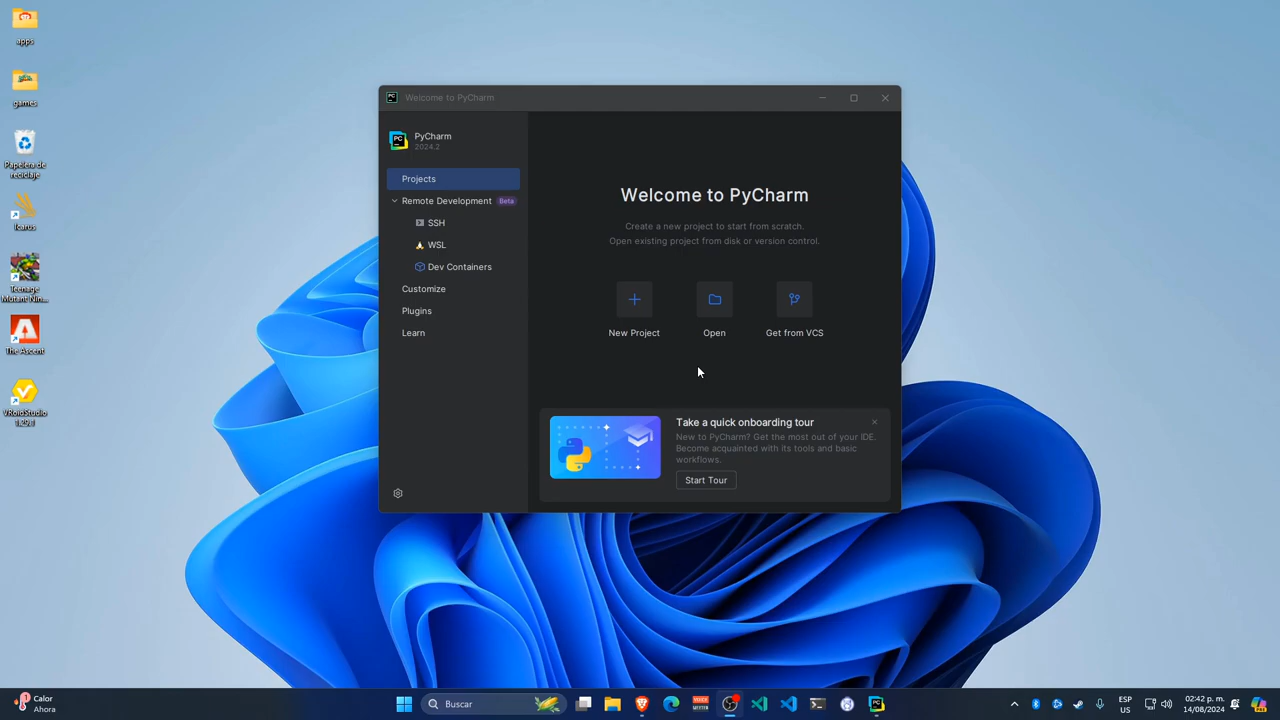 apps
games
Papelera de
reciclaje
Icarus
Teenage
Mutant Nin...
The Ascent
VRoidStudio
1.29.1
Welcome to PyCharm
PyCharm
2024.2
Projects
Remote Development Beta
SSH
WSL
Dev Containers
Customize
Plugins
Learn
Welcome to PyCharm
Create a new project to start from scratch.
Open existing project from disk or version control.
New Project
Open
Get from VCS
Take a quick onboarding tour
New to PyCharm? Get the most out of your IDE.
Become acquainted with its tools and basic
workflows.
Start Tour
Calor
Ahora
Buscar
ESP
US
02:42 p. m.
14/08/2024